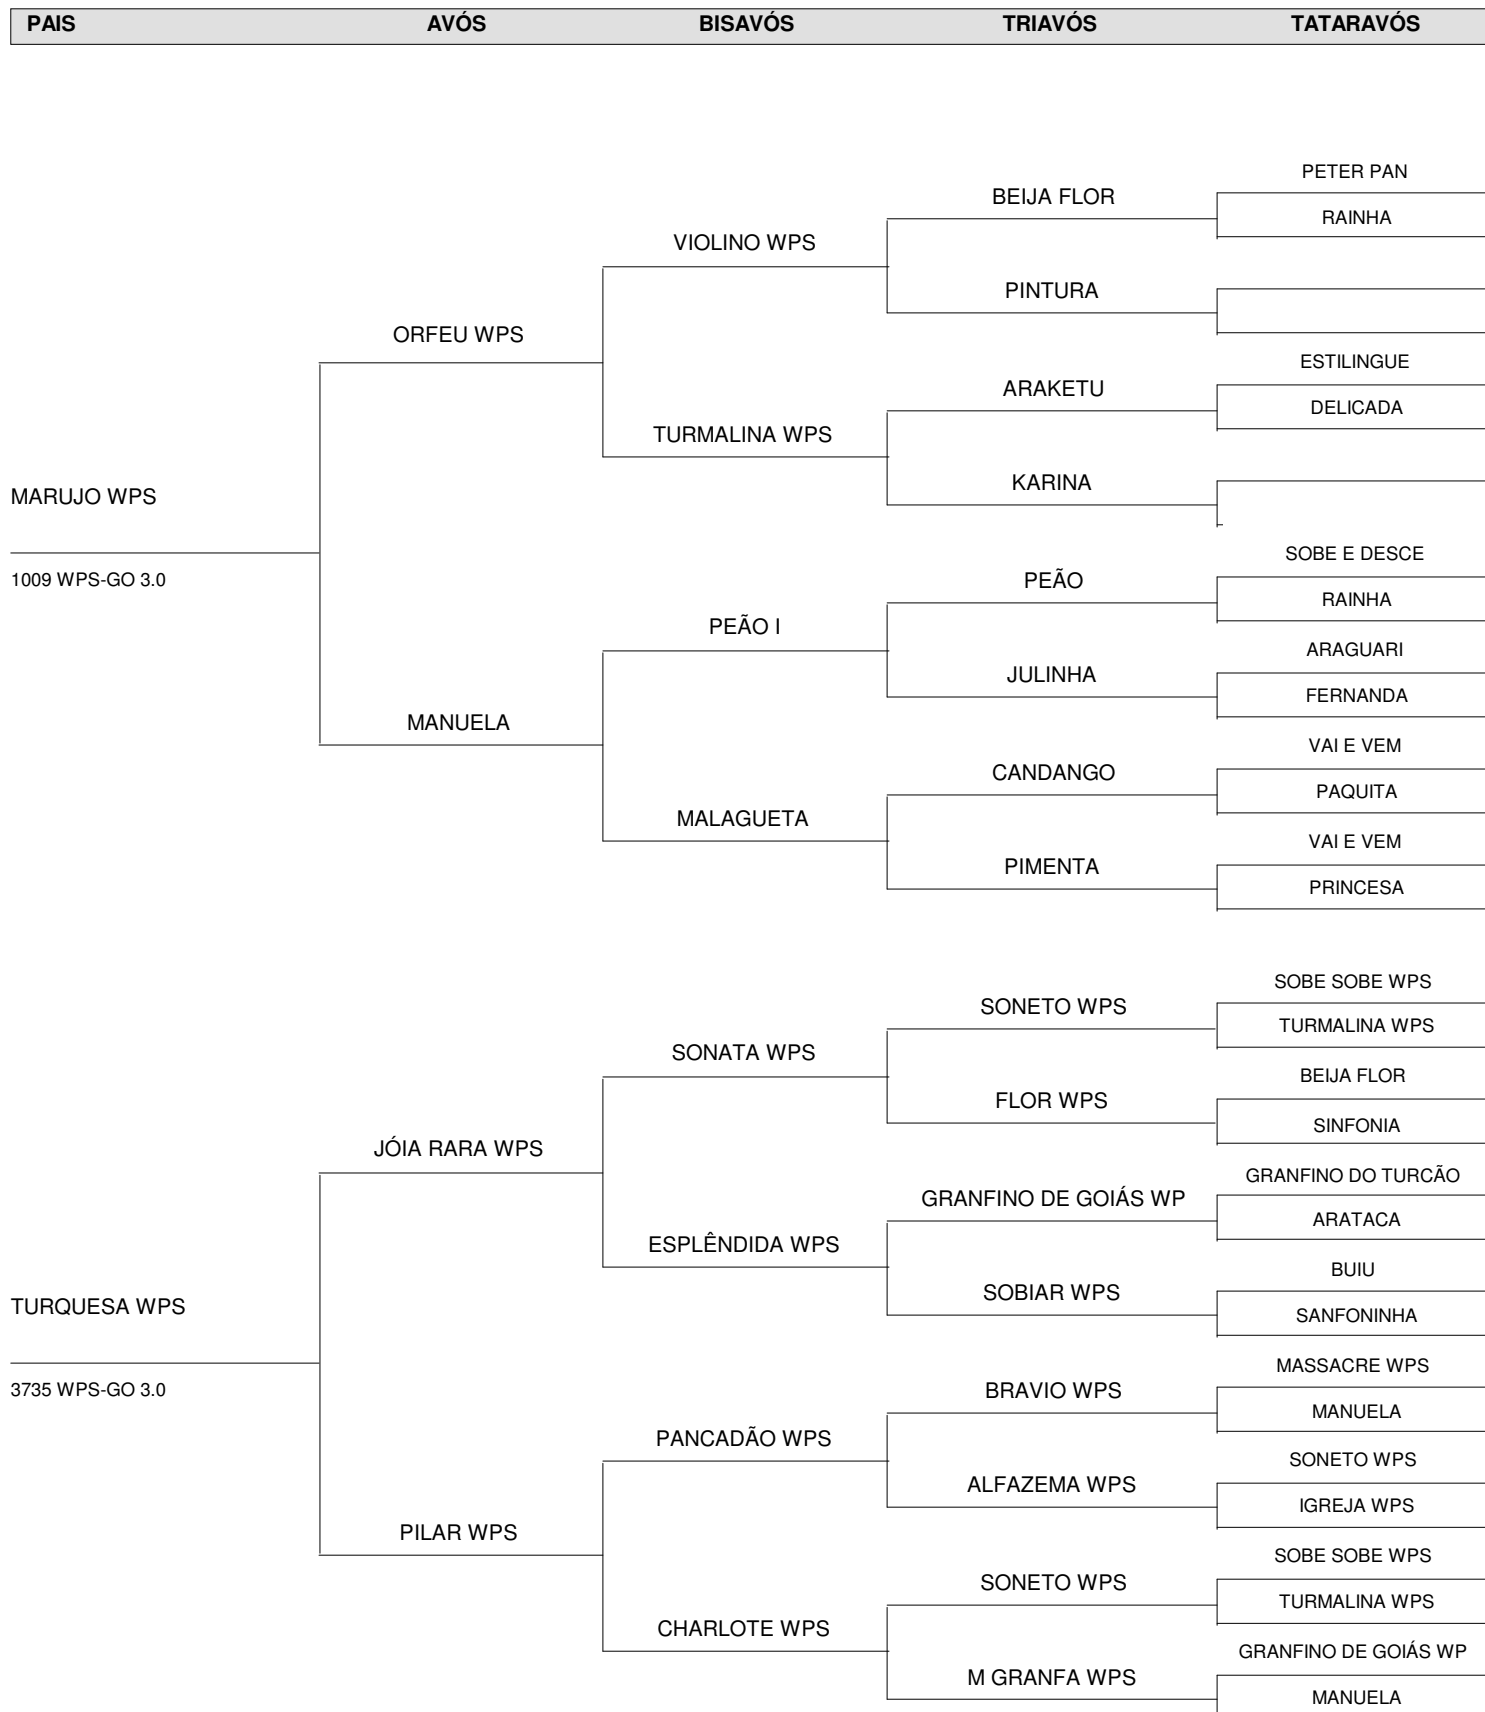 PAIS AVÓS BISAVÓS TRIAVÓS TATARAVÓS
PETER PAN
BEIJA FLOR
RAINHA
VIOLINO WPS
PINTURA
ORFEU WPS
ESTILINGUE
ARAKETU
DELICADA
TURMALINA WPS
KARINA
MARUJO WPS
SOBE E DESCE
1009 WPS-GO 3.0
PEÃO
RAINHA
PEÃO I
ARAGUARI
JULINHA
FERNANDA
MANUELA
VAI E VEM
CANDANGO
PAQUITA
MALAGUETA
VAI E VEM
PIMENTA
PRINCESA
SOBE SOBE WPS
SONETO WPS
TURMALINA WPS
SONATA WPS
BEIJA FLOR
FLOR WPS
SINFONIA
JÓIA RARA WPS
GRANFINO DO TURCÃO
GRANFINO DE GOIÁS WP
ARATACA
ESPLÊNDIDA WPS
BUIU
SOBIAR WPS
TURQUESA WPS
SANFONINHA
MASSACRE WPS
3735 WPS-GO 3.0
BRAVIO WPS
MANUELA
PANCADÃO WPS
SONETO WPS
ALFAZEMA WPS
IGREJA WPS
PILAR WPS
SOBE SOBE WPS
SONETO WPS
TURMALINA WPS
CHARLOTE WPS
GRANFINO DE GOIÁS WP
M GRANFA WPS
MANUELA